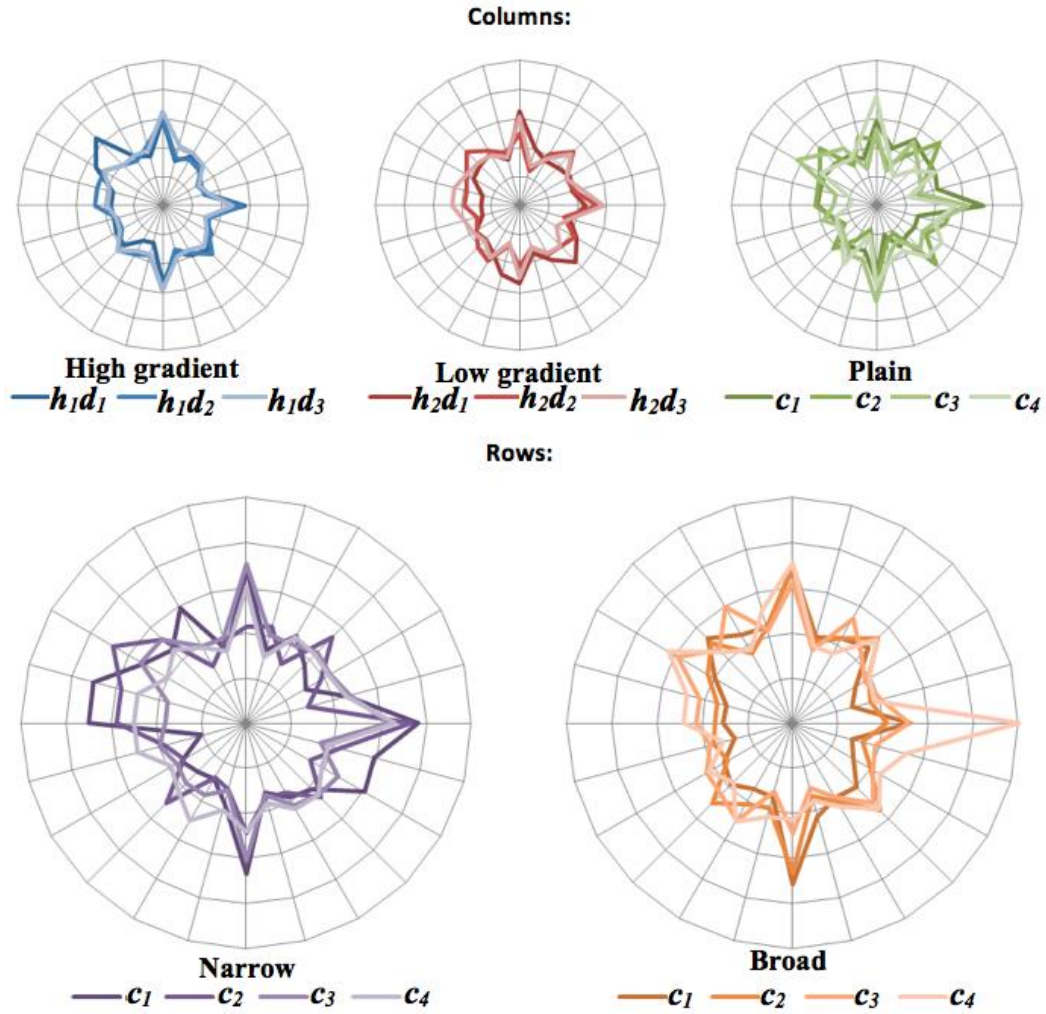 Columns:
High gradient
Low gradient
Plain
h₁d₁ h₁d₂ h₁d₃
h₂d₁ h₂d₂ h₂d₃
c₁ c₂ c₃ c₄
Rows:
Narrow
Broad
c₁ c₂ c₃ c₄
c₁ c₂ c₃ c₄